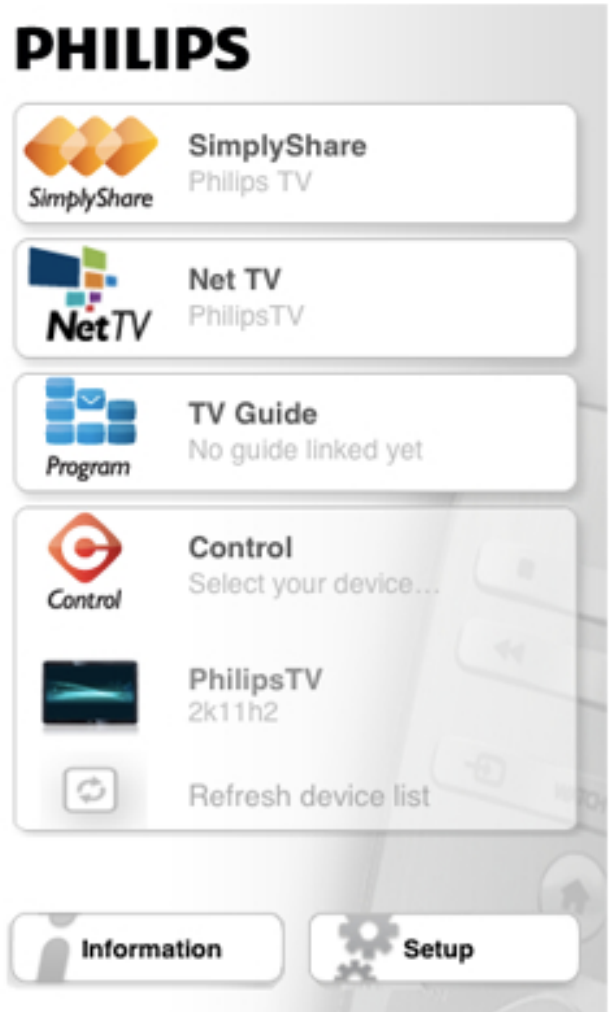 PHILIPS
SimplyShare
Philips TV
SimplyShare
Net TV
PhilipsTV
NetTV
TV Guide
No guide linked yet
Program
Control
Select your device...
Control
PhilipsTV
2k11h2
Refresh device list
Information
Setup